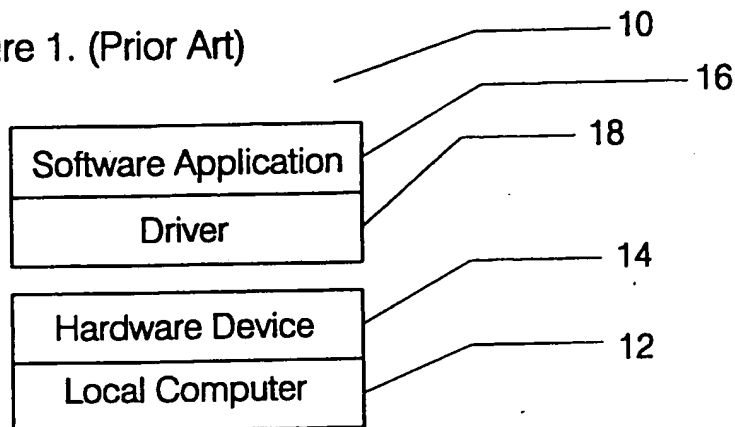 re 1. (Prior Art)
10
16
Software Application
18
Driver
14
Hardware Device
12
Local Computer